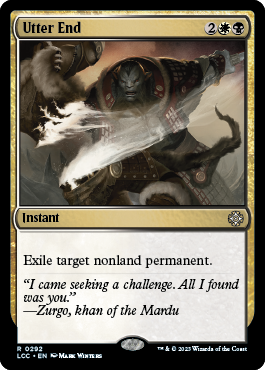 Utter End 2
Instant
Exile target nonland permanent.
“I came seeking a challenge. All I found
was you.”
—Zurgo, khan of the Mardu
R 0292
LCC • EN Mark Winters
™ & © 2023 Wizards of the Coast